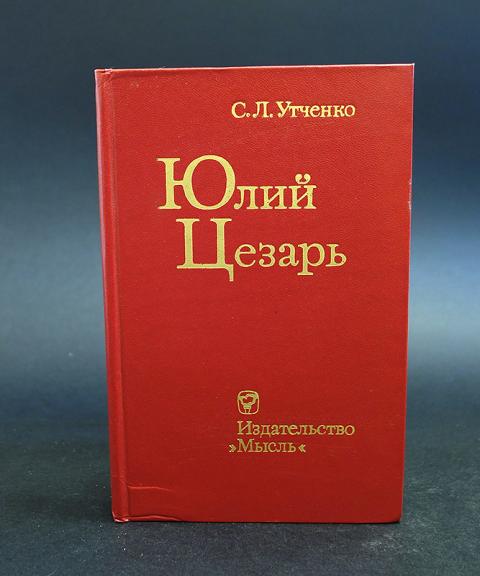 С. Л. Утченко
Юлий
Цезарь
Издательство
»Мысль«